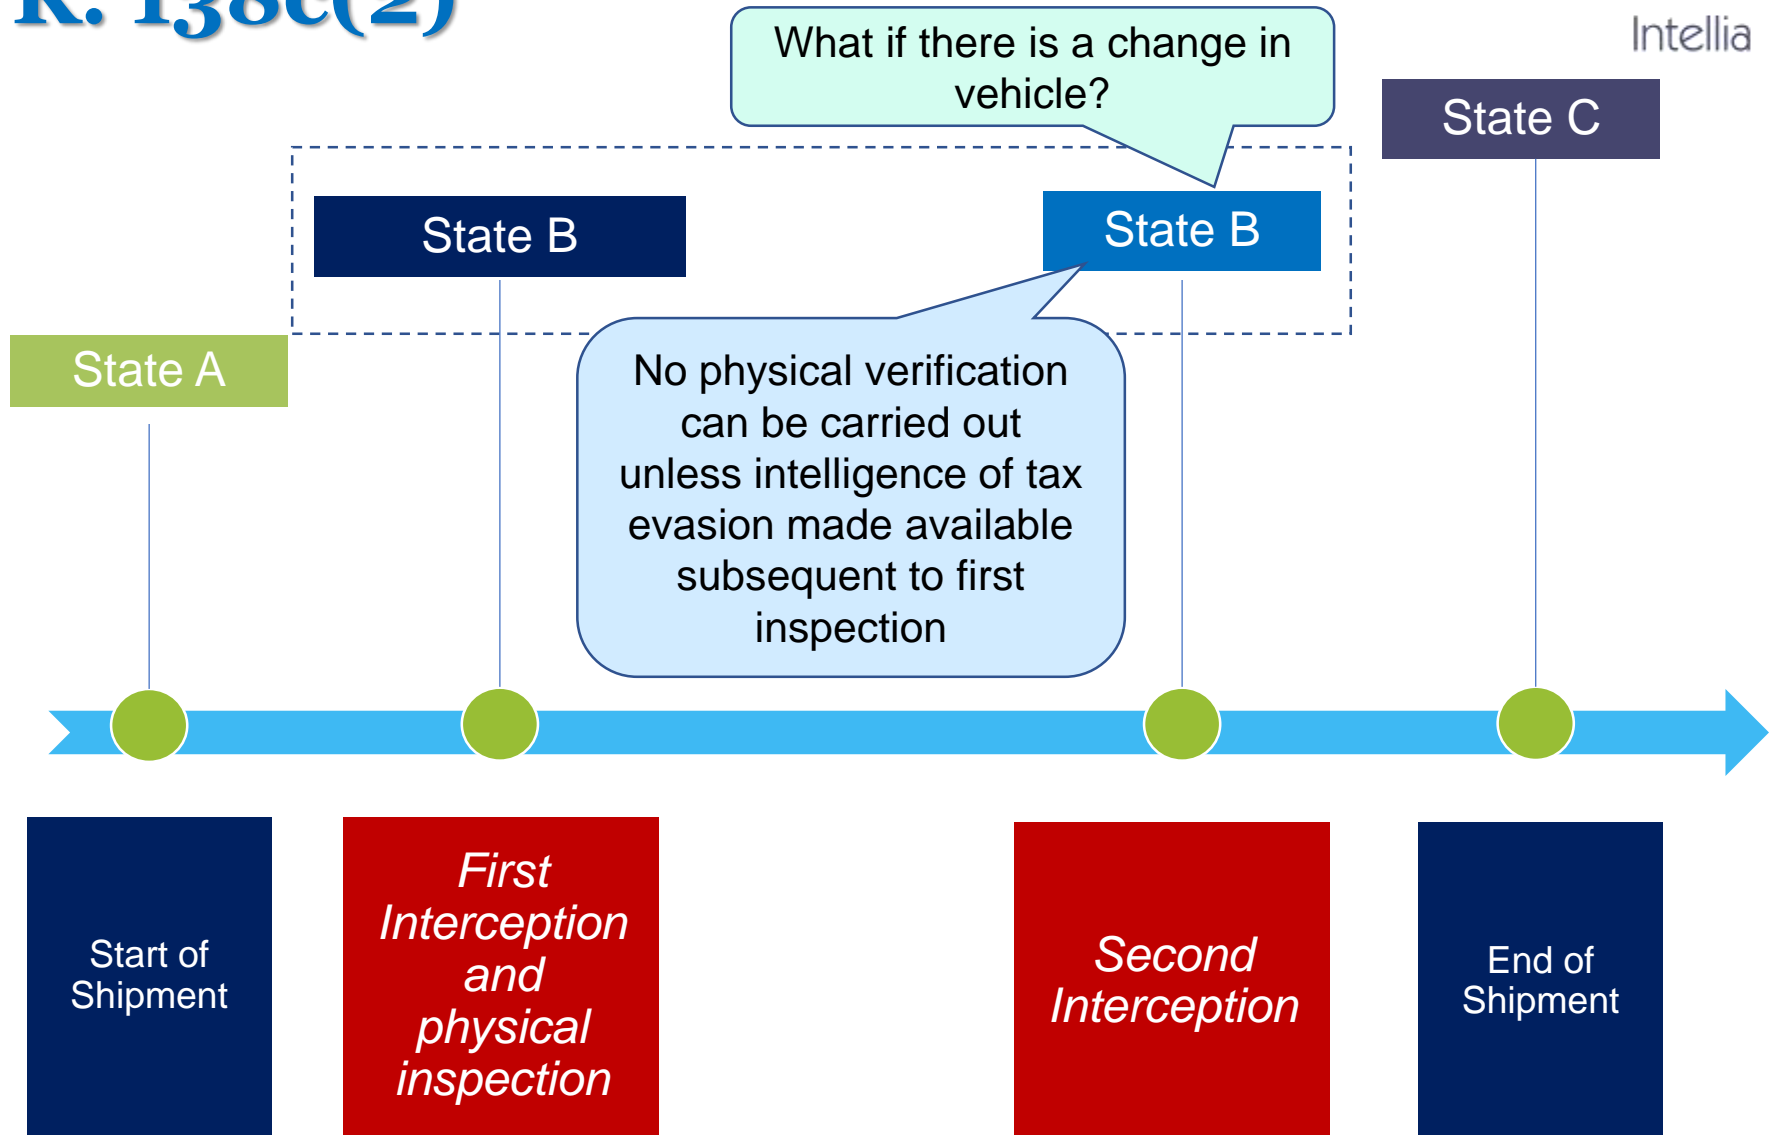 R. 138c(2)
Intellia
What if there is a change in
vehicle?
State C
State B
State B
State A
No physical verification
can be carried out
unless intelligence of tax
evasion made available
subsequent to first
inspection
Start of
Shipment
First
Interception
and
physical
inspection
Second
Interception
End of
Shipment